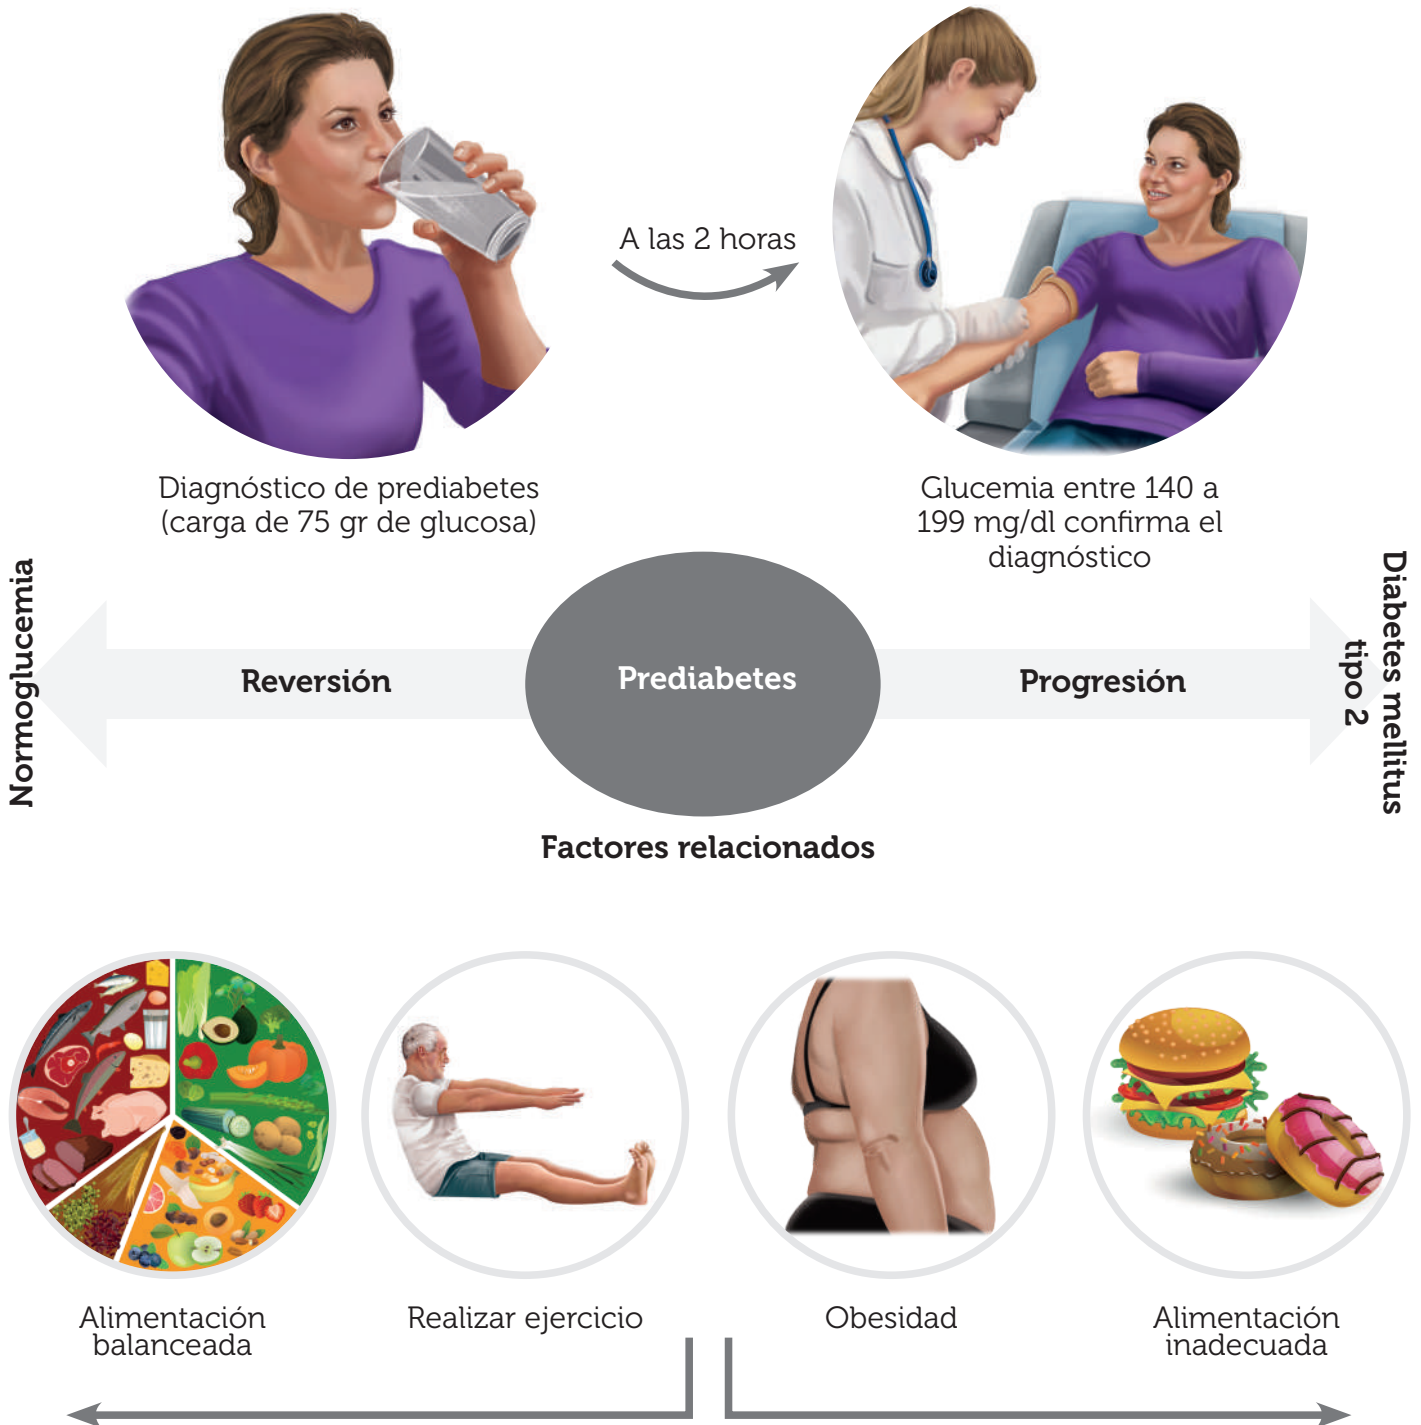 A las 2 horas
Diagnóstico de prediabetes
(carga de 75 gr de glucosa)
Glucemia entre 140 a
199 mg/dl confirma el
diagnóstico
Normoglucemia
Reversión
Prediabetes
Progresión
Diabetes mellitus
tipo 2
Factores relacionados
Alimentación
balanceada
Realizar ejercicio
Obesidad
Alimentación
inadecuada